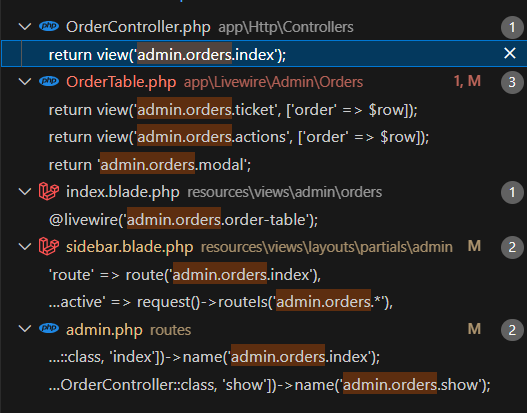 OrderController.php app\Http\Controllers 1
return view('admin.orders.index');
OrderTable.php app\Livewire\Admin\Orders 1, M 3
return view('admin.orders.ticket', ['order' => $row]);
return view('admin.orders.actions', ['order' => $row]);
return 'admin.orders.modal';
index.blade.php resources\views\admin\orders 1
@livewire('admin.orders.order-table');
sidebar.blade.php resources\views\layouts\partials\admin M 2
'route' => route('admin.orders.index'),
...active' => request()->routeIs('admin.orders.*'),
admin.php routes M 2
...::class, 'index'])->name('admin.orders.index');
...OrderController::class, 'show'])->name('admin.orders.show');